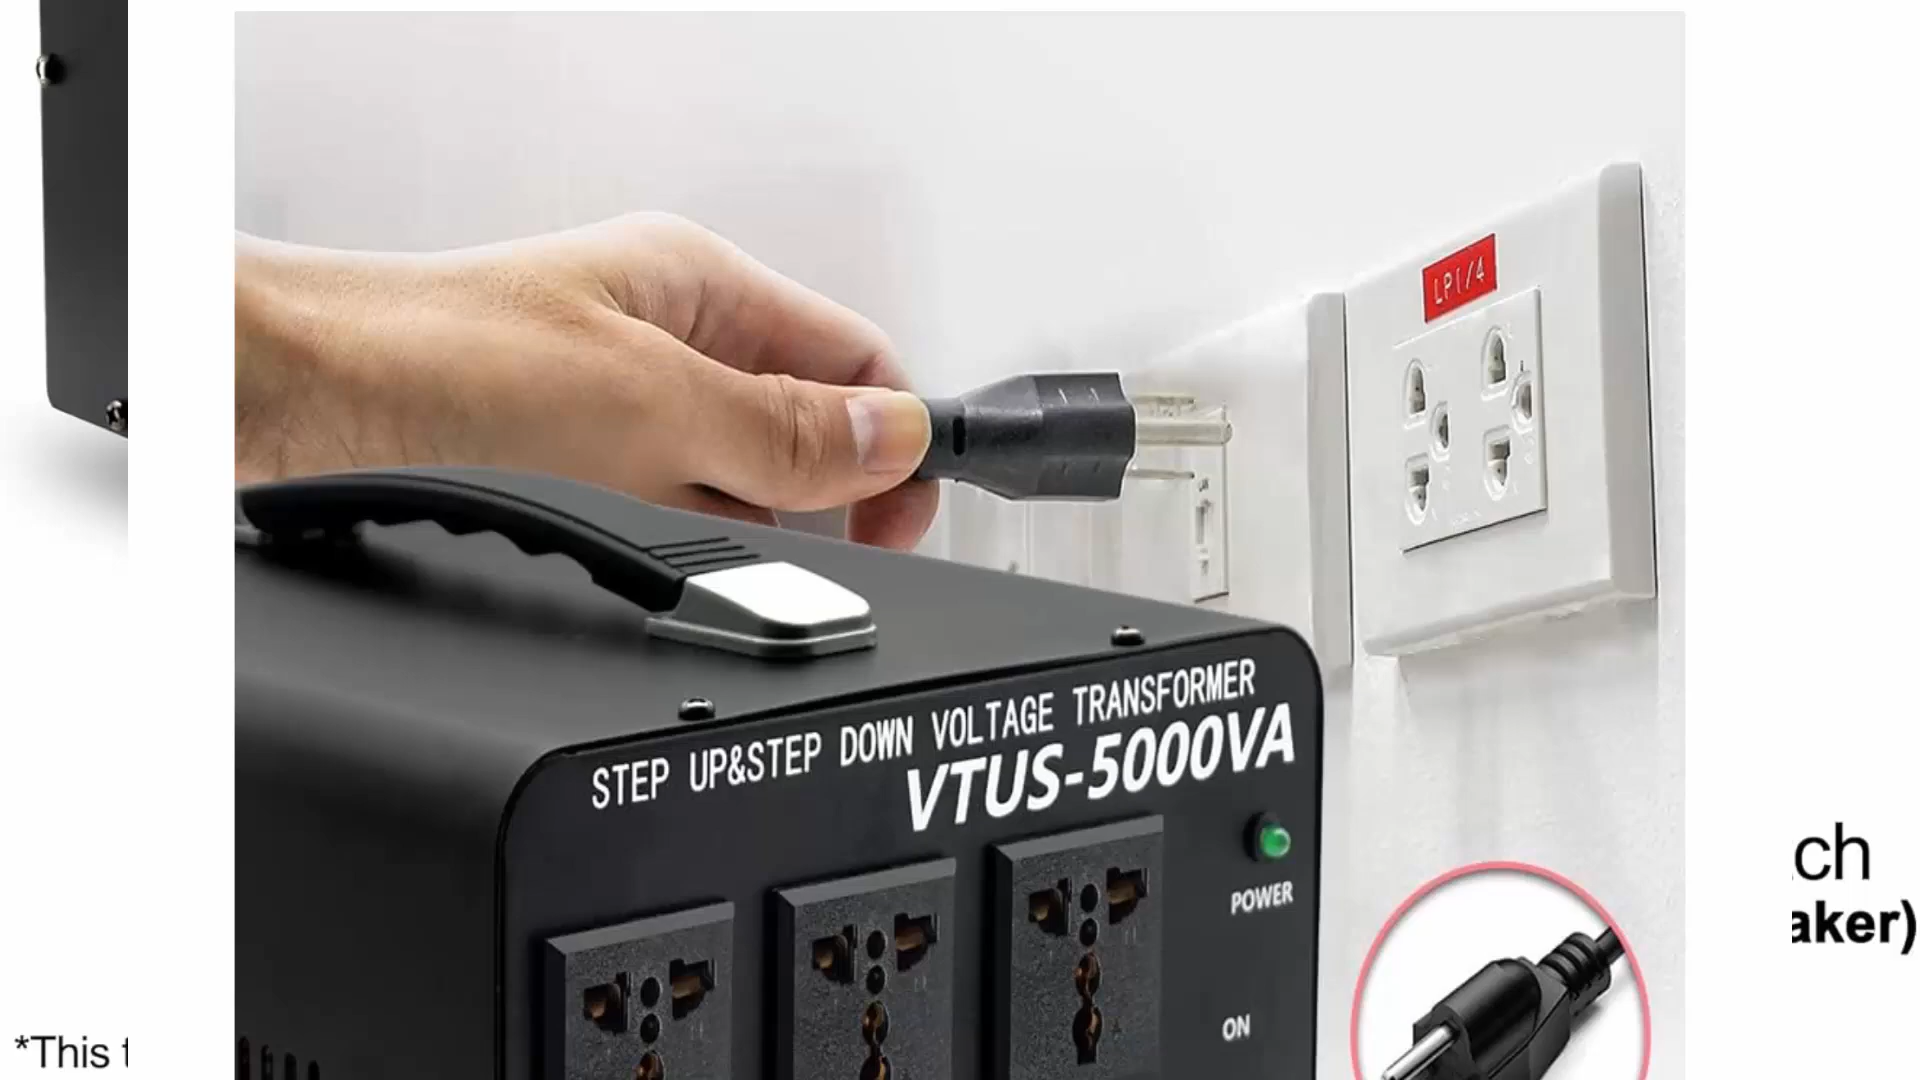 LP1/4
STEP UP&STEP DOWN VOLTAGE TRANSFORMER
VTUS-5000VA
POWER
ch
aker)
ON
*This t